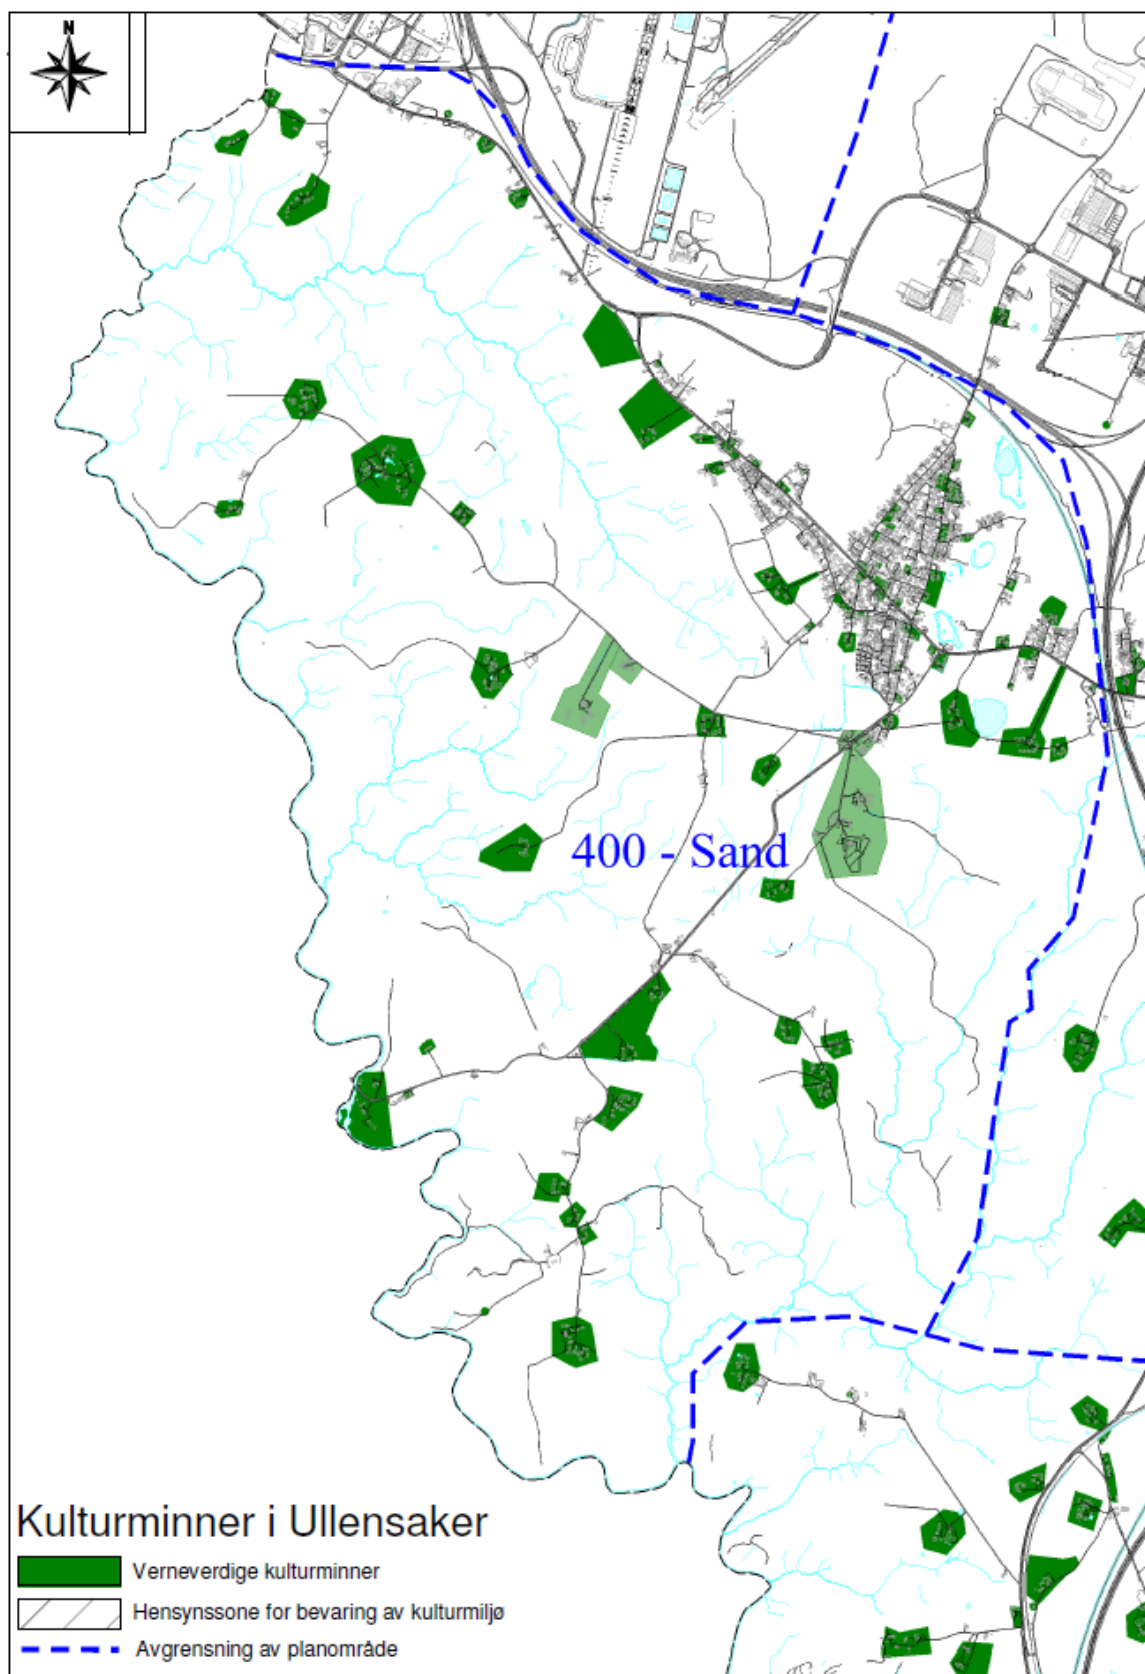 N
400 - Sand
Kulturminner i Ullensaker
Verneverdige kulturminner
Hensynssone for bevaring av kulturmiljø
Avgrensning av planområde